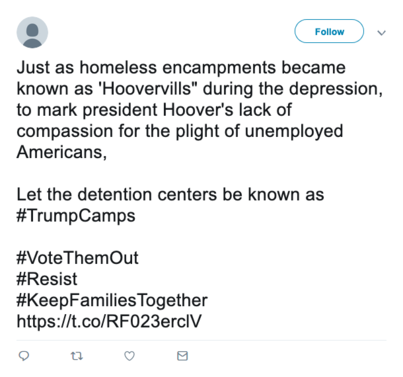 Follow
Just as homeless encampments became
known as 'Hoovervills" during the depression,
to mark president Hoover's lack of
compassion for the plight of unemployed
Americans,
Let the detention centers be known as
#TrumpCamps
#VoteThemOut
#Resist
#KeepFamiliesTogether
https://t.co/RF023erclV